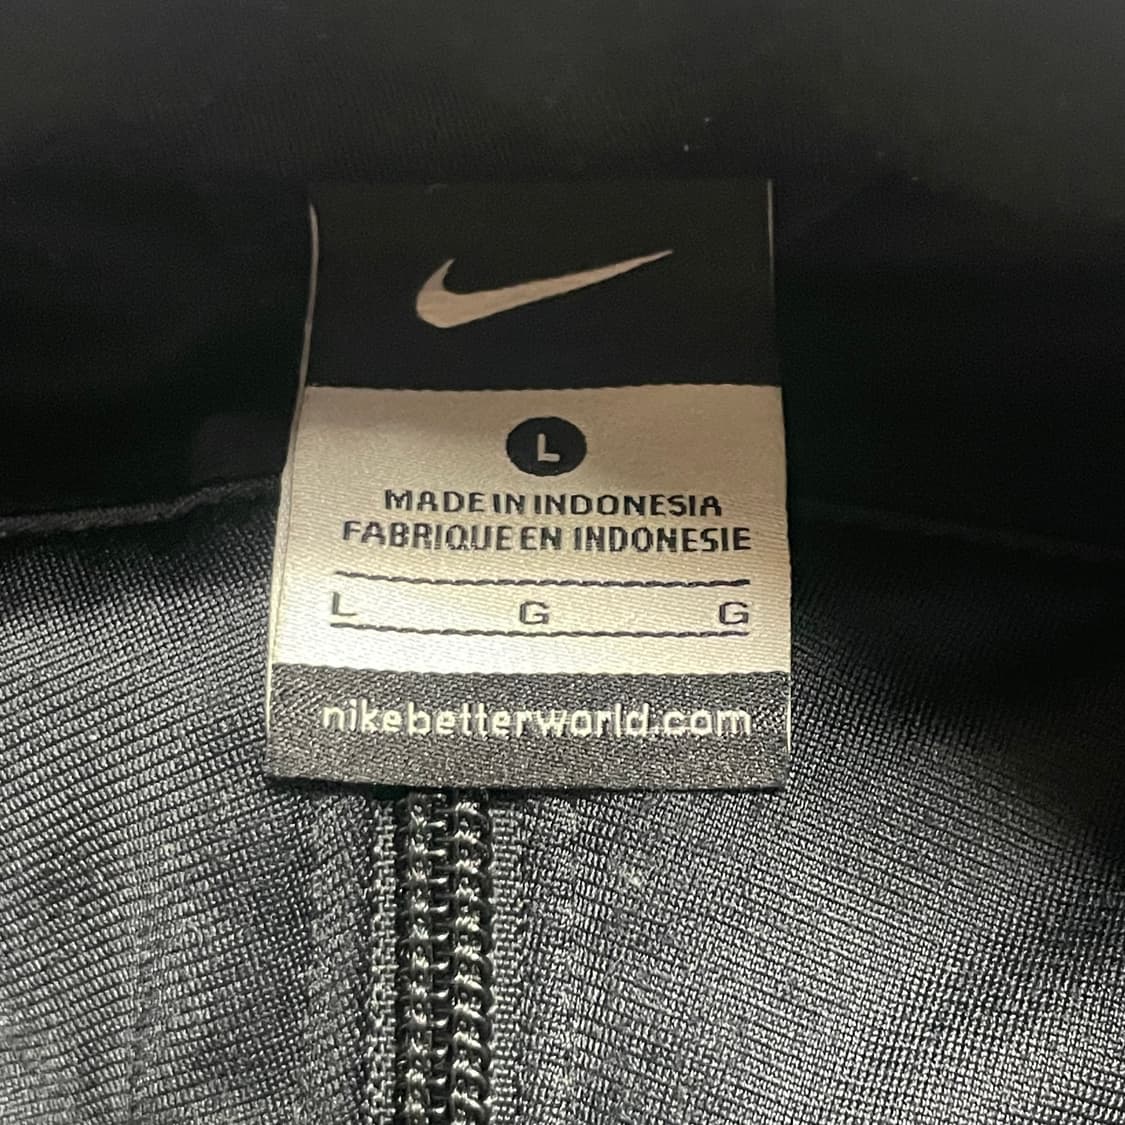 L
MADE IN INDONESIA
FABRIQUE EN INDONESIE
L G G
nikebetterworld.com